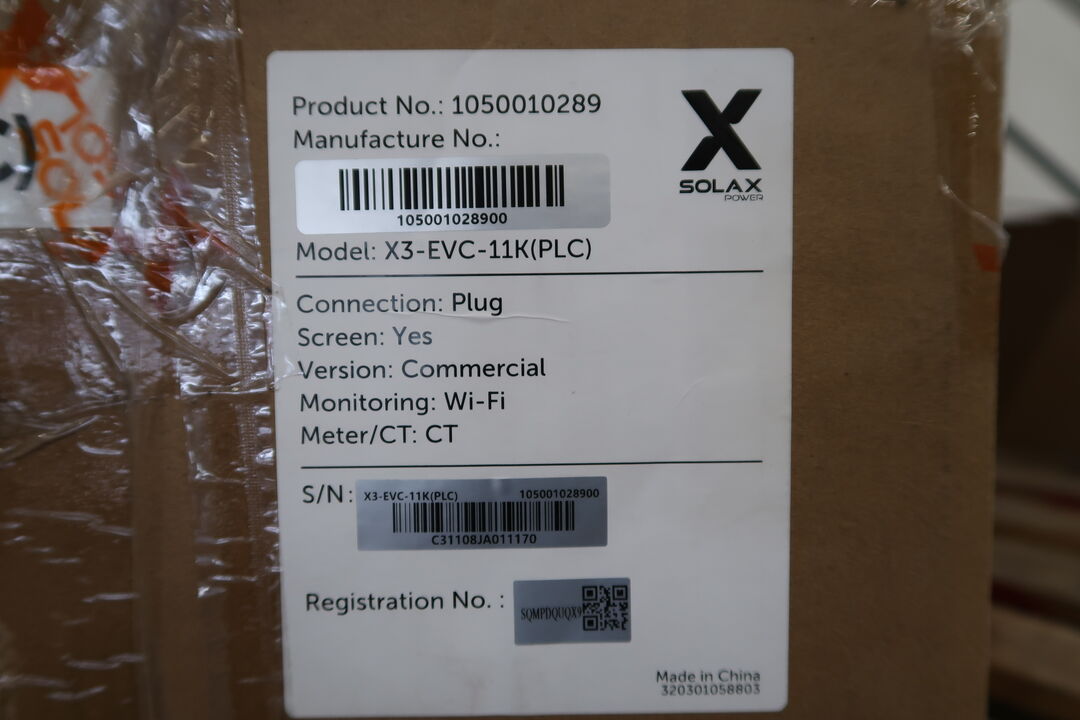 Product No.: 1050010289
Manufacture No.:
105001028900
Model: X3-EVC-11K(PLC)
SOLAX
POWER
Connection: Plug
Screen: Yes
Version: Commercial
Monitoring: Wi-Fi
Meter/CT: CT
S/N:
X3-EVC-11K(PLC) 105001028900
C31108JA011170
Registration No. :
SQMPDQUQX9
Made in China
320301058803